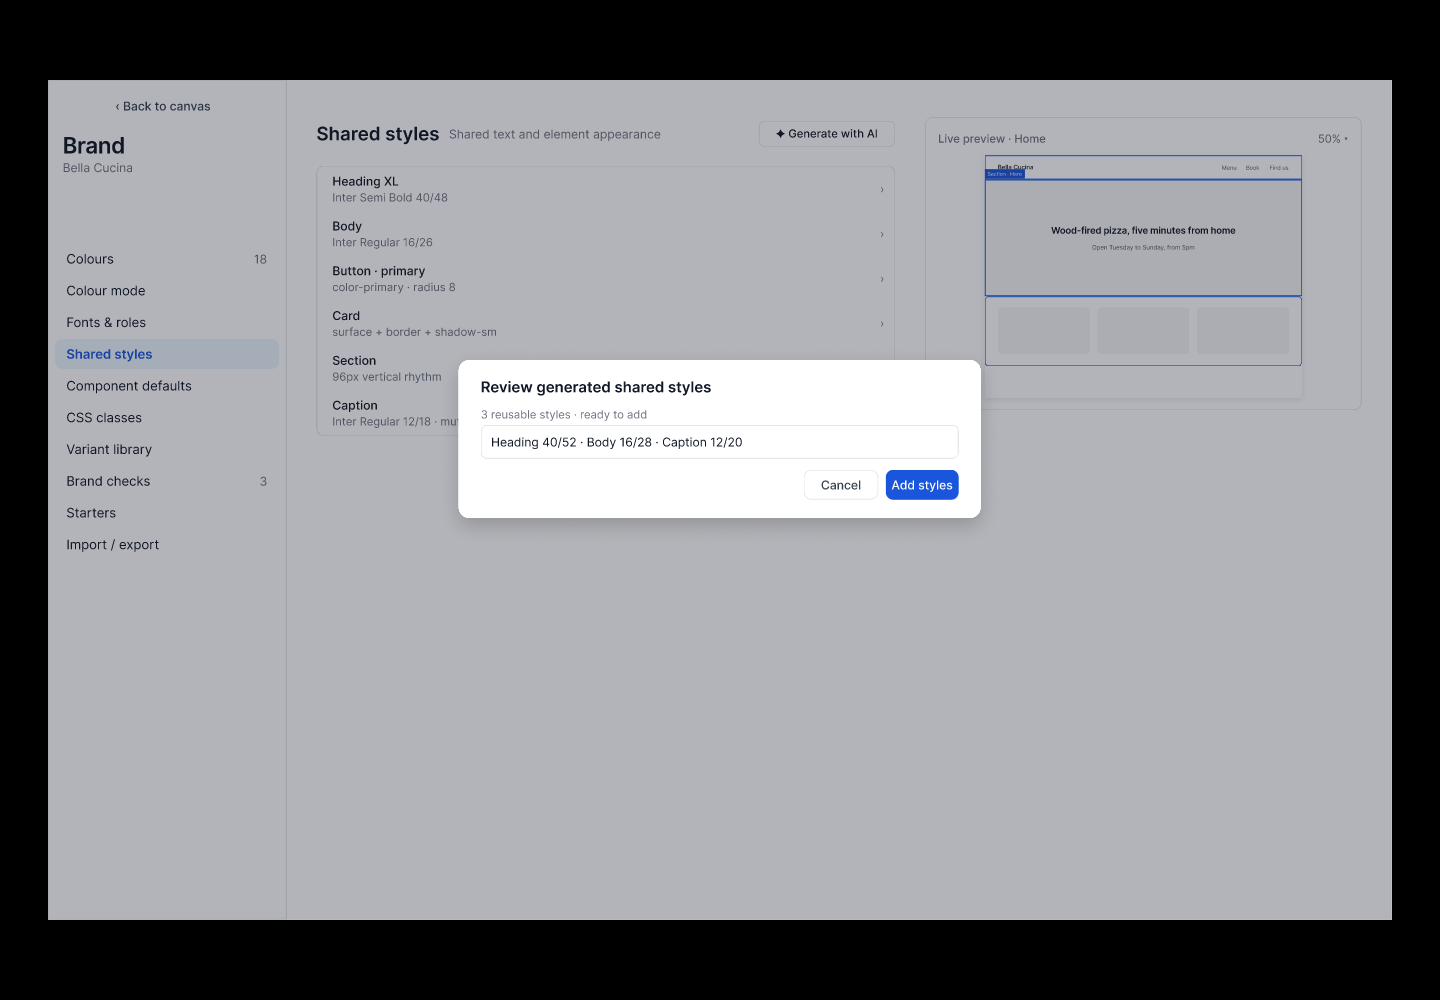 ‹ Back to canvas
Brand
Bella Cucina
Colours 18
Colour mode
Fonts & roles
Shared styles
Component defaults
CSS classes
Variant library
Brand checks 3
Starters
Import / export
Shared styles Shared text and element appearance
✦ Generate with AI
Heading XL
Inter Semi Bold 40/48
Body
Inter Regular 16/26
Button · primary
color-primary · radius 8
Card
surface + border + shadow-sm
Section
96px vertical rhythm
Caption
Inter Regular 12/18 ·
Live preview · Home 50%
Bella Cucina Menu Book Find us
Section · Hero
Wood-fired pizza, five minutes from home
Open Tuesday to Sunday, from 5pm
Review generated shared styles
3 reusable styles · ready to add
Heading 40/52 · Body 16/28 · Caption 12/20
Cancel
Add styles